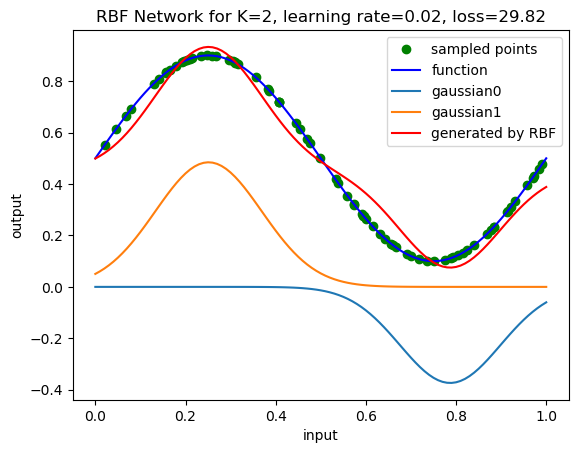 RBF Network for K=2, learning rate=0.02, loss=29.82
sampled points
function
gaussian0
gaussian1
generated by RBF
output
0.8
0.6
0.4
0.2
0.0
−0.2
−0.4
0.0 0.2 0.4 0.6 0.8 1.0
input